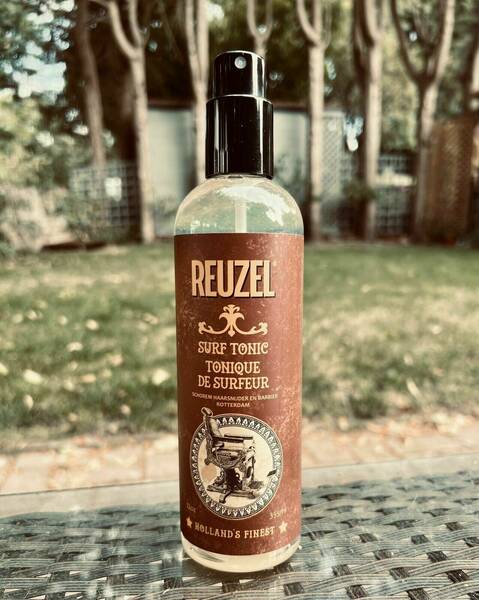 REUZEL
SURF TONIC
TONIQUE
DE SURFEUR
SCHOREM HAARSNIJDER EN BARBIER
ROTTERDAM
HOLLAND'S FINEST